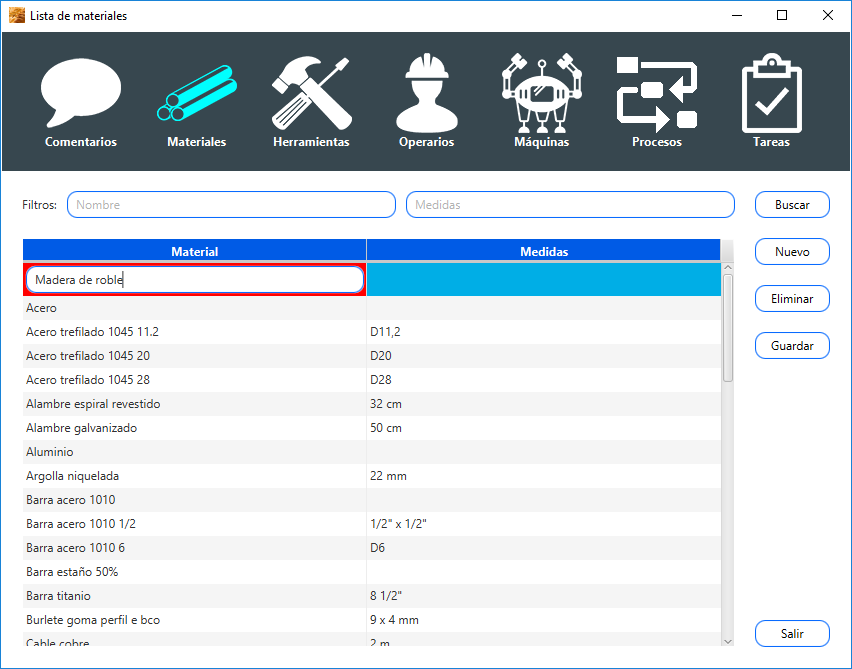 Lista de materiales
Comentarios Materiales Herramientas Operarios Máquinas Procesos Tareas
Filtros: Nombre Medidas Buscar
Material Medidas Nuevo
Madera de roble
Eliminar
Acero
Acero trefilado 1045 11.2 D11,2
Guardar
Acero trefilado 1045 20 D20
Acero trefilado 1045 28 D28
Alambre espiral revestido 32 cm
Alambre galvanizado 50 cm
Aluminio
Argolla niquelada 22 mm
Barra acero 1010
Barra acero 1010 1/2 1/2" x 1/2"
Barra acero 1010 6 D6
Barra estaño 50%
Barra titanio 8 1/2"
Burlete goma perfil e bco 9 x 4 mm
Salir
Cable cobre 2 m